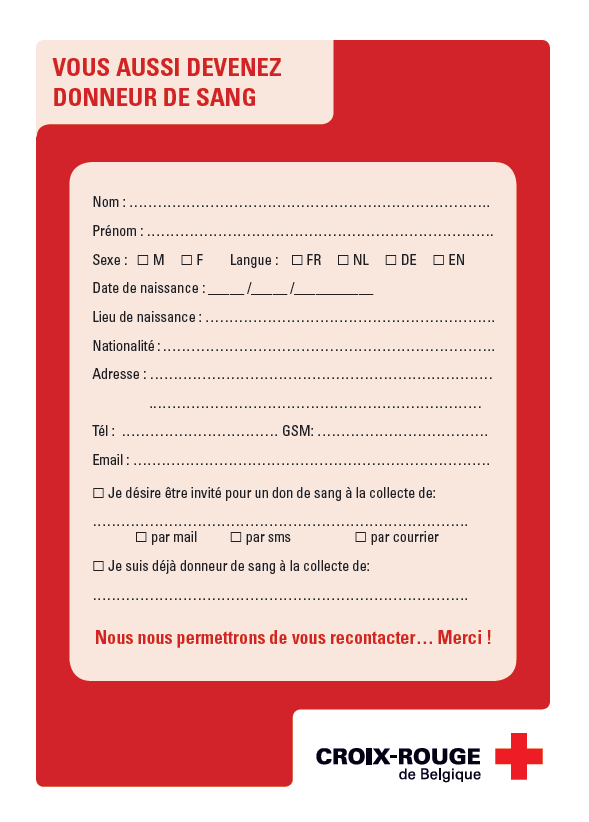 VOUS AUSSI DEVENEZ
DONNEUR DE SANG
Nom : ...........................................................................
Prénom : ........................................................................
Sexe : ☐ M ☐ F Langue : ☐ FR ☐ NL ☐ DE ☐ EN
Date de naissance : _____ /_____ /___________
Lieu de naissance : ............................................................
Nationalité : .....................................................................
Adresse : .......................................................................
.....................................................................
Tél : ................................. GSM: ....................................
Email : ..........................................................................
☐ Je désire être invité pour un don de sang à la collecte de:
..............................................................................
☐ par mail ☐ par sms ☐ par courrier
☐ Je suis déjà donneur de sang à la collecte de:
..............................................................................
Nous nous permettrons de vous recontacter... Merci !
CROIX-ROUGE
de Belgique